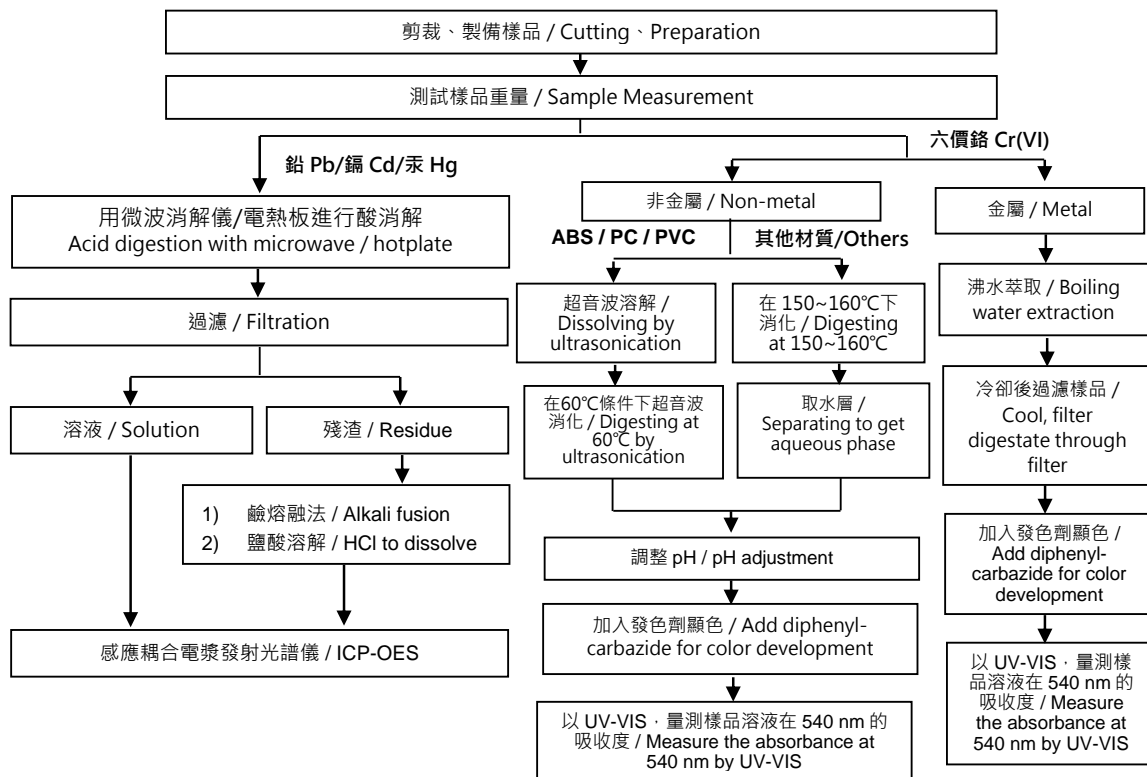 剪裁、製備樣品 / Cutting、Preparation
測試樣品重量 / Sample Measurement
六價鉻 Cr(VI)
鉛 Pb/鎘 Cd/汞 Hg
用微波消解儀/電熱板進行酸消解
Acid digestion with microwave / hotplate
過濾 / Filtration
溶液 / Solution
殘渣 / Residue
1) 鹼熔融法 / Alkali fusion
2) 鹽酸溶解 / HCl to dissolve
感應耦合電漿發射光譜儀 / ICP-OES
非金屬 / Non-metal
ABS / PC / PVC
其他材質/Others
超音波溶解 /
Dissolving by
ultrasonication
在 150~160℃下
消化 / Digesting
at 150~160℃
在60℃條件下超音波
消化 / Digesting at
60℃ by
ultrasonication
取水層 /
Separating to get
aqueous phase
調整 pH / pH adjustment
加入發色劑顯色 / Add diphenyl-
carbazide for color development
以 UV-VIS，量測樣品溶液在 540 nm 的
吸收度 / Measure the absorbance at
540 nm by UV-VIS
金屬 / Metal
沸水萃取 / Boiling
water extraction
冷卻後過濾樣品 /
Cool, filter
digestate through
filter
加入發色劑顯色 /
Add diphenyl-
carbazide for color
development
以 UV-VIS，量測樣
品溶液在 540 nm 的
吸收度 / Measure
the absorbance at
540 nm by UV-VIS